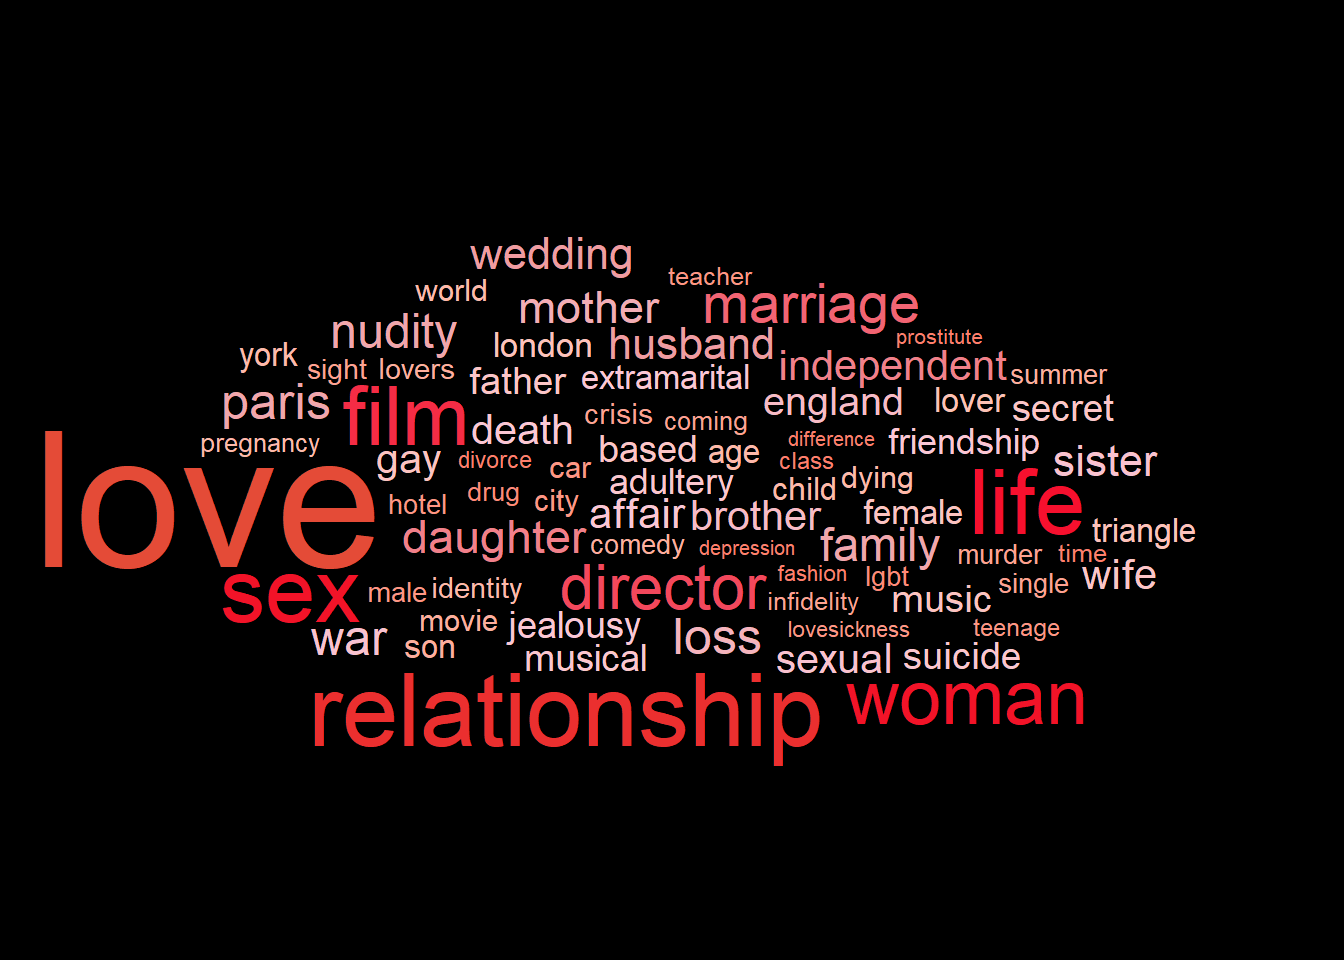 wedding
teacher
world
mother
marriage
nudity
london
husband
prostitute
york
sight
lovers
father
extramarital
independent
summer
paris
film
death
crisis
coming
england
lover
secret
pregnancy
love
gay
divorce
car
based
age
difference
class
friendship
sister
hotel
drug
city
adultery
child
dying
life
daughter
affair
brother
female
triangle
comedy
depression
family
murder
time
sex
male
identity
director
fashion
infidelity
lgbt
music
single
wife
war
movie
son
jealousy
musical
loss
lovesickness
sexual
suicide
teenage
relationship
woman